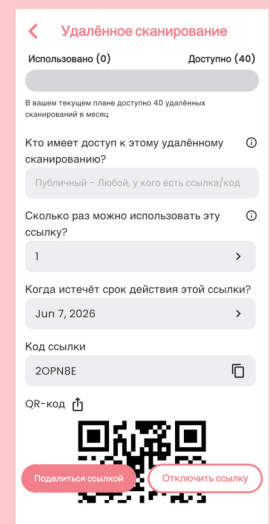 Удалённое сканирование
Использовано (0) Доступно (40)
В вашем текущем плане доступно 40 удалённых
сканирований в месяц
Кто имеет доступ к этому удалённому
сканированию?
Публичный – Любой, у кого есть ссылка/код
Сколько раз можно использовать эту
ссылку?
1
Когда истечёт срок действия этой ссылки?
Jun 7, 2026
Код ссылки
2OPN8E
QR-код
Поделиться ссылкой Отключить ссылку